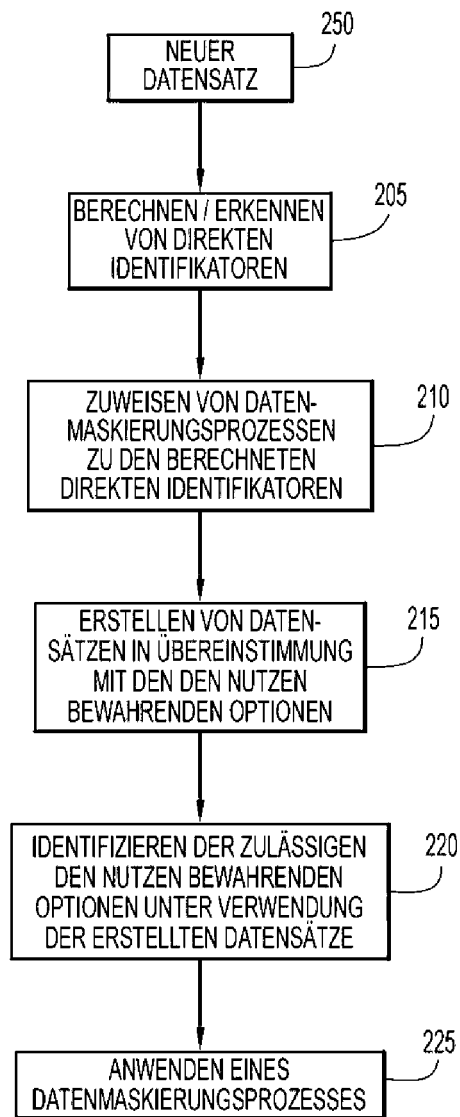 250
NEUER
DATENSATZ
205
BERECHNEN / ERKENNEN
VON DIREKTEN
IDENTIFIKATOREN
210
ZUWEISEN VON DATEN-
MASKIERUNGSPROZESSEN
ZU DEN BERECHNETEN
DIREKTEN IDENTIFIKATOREN
215
ERSTELLEN VON DATEN-
SÄTZEN IN ÜBEREINSTIMMUNG
MIT DEN DEN NUTZEN
BEWAHRENDEN OPTIONEN
220
IDENTIFIZIEREN DER ZULÄSSIGEN
DEN NUTZEN BEWAHRENDEN
OPTIONEN UNTER VERWENDUNG
DER ERSTELLTEN DATENSÄTZE
225
ANWENDEN EINES
DATENMASKIERUNGSPROZESSES